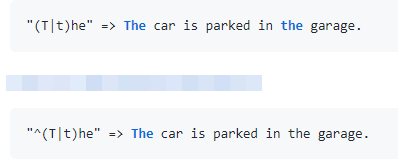 "(T|t)he" => The car is parked in the garage.
"^(T|t)he" => The car is parked in the garage.